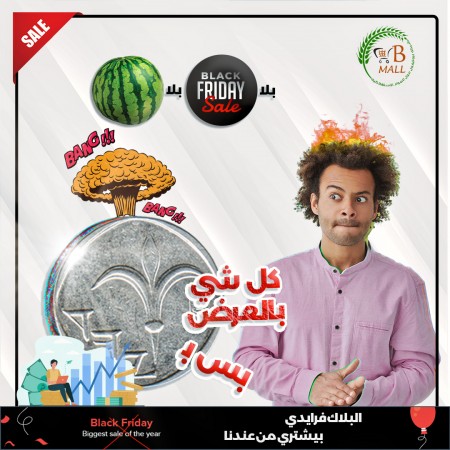 SALE
B
MALL
بلا
BLACK
FRIDAY
Sale
بلا
BANG!!!
BANG!!!
كل شي
بالعرض
بس !
Black Friday
Biggest sale of the year
البلاك فرايدي
بيشتري من عندنا